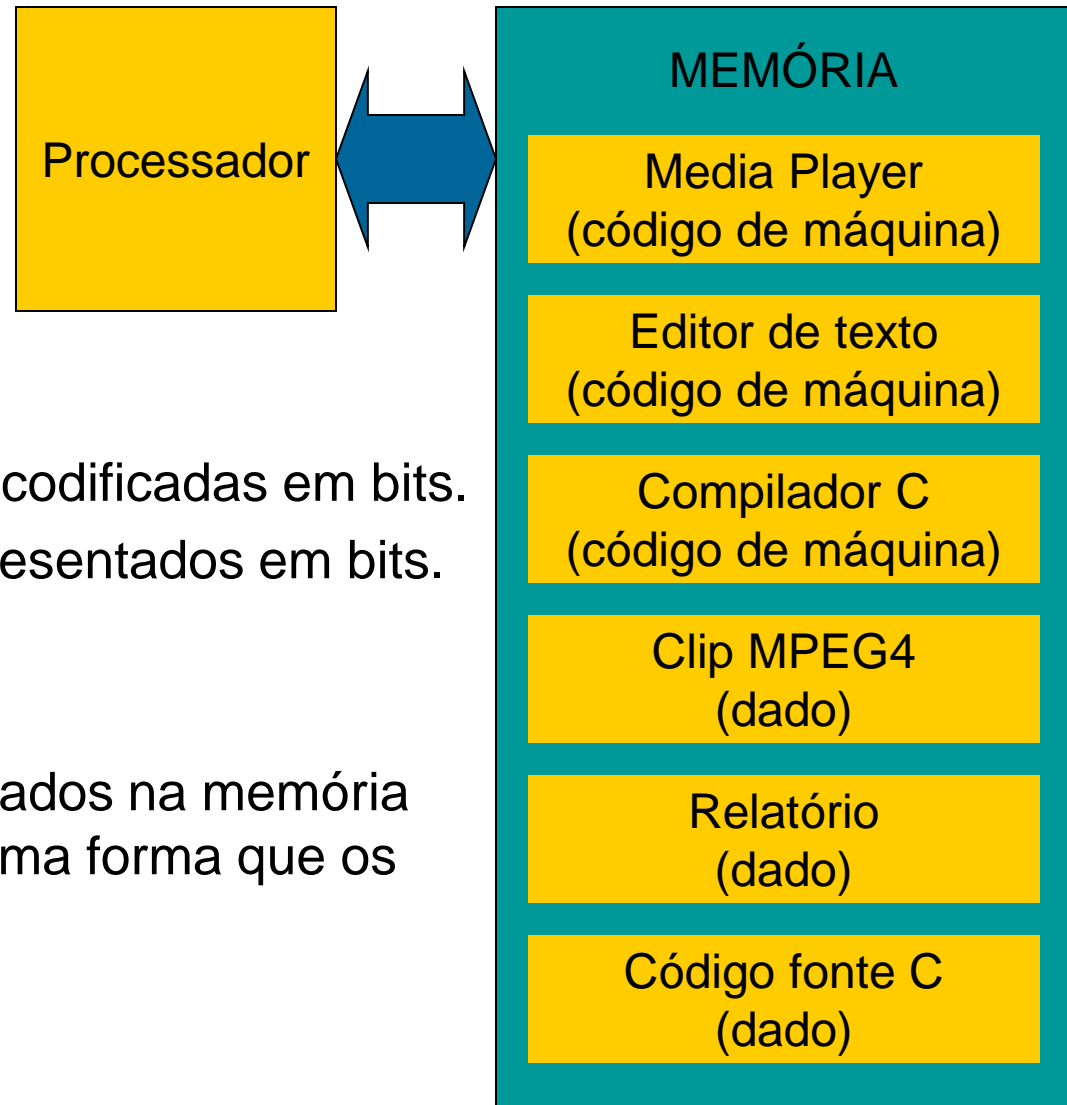 Processador
codificadas em bits.
esentados em bits.
ados na memória
ma forma que os
MEMÓRIA
Media Player
(código de máquina)
Editor de texto
(código de máquina)
Compilador C
(código de máquina)
Clip MPEG4
(dado)
Relatório
(dado)
Código fonte C
(dado)